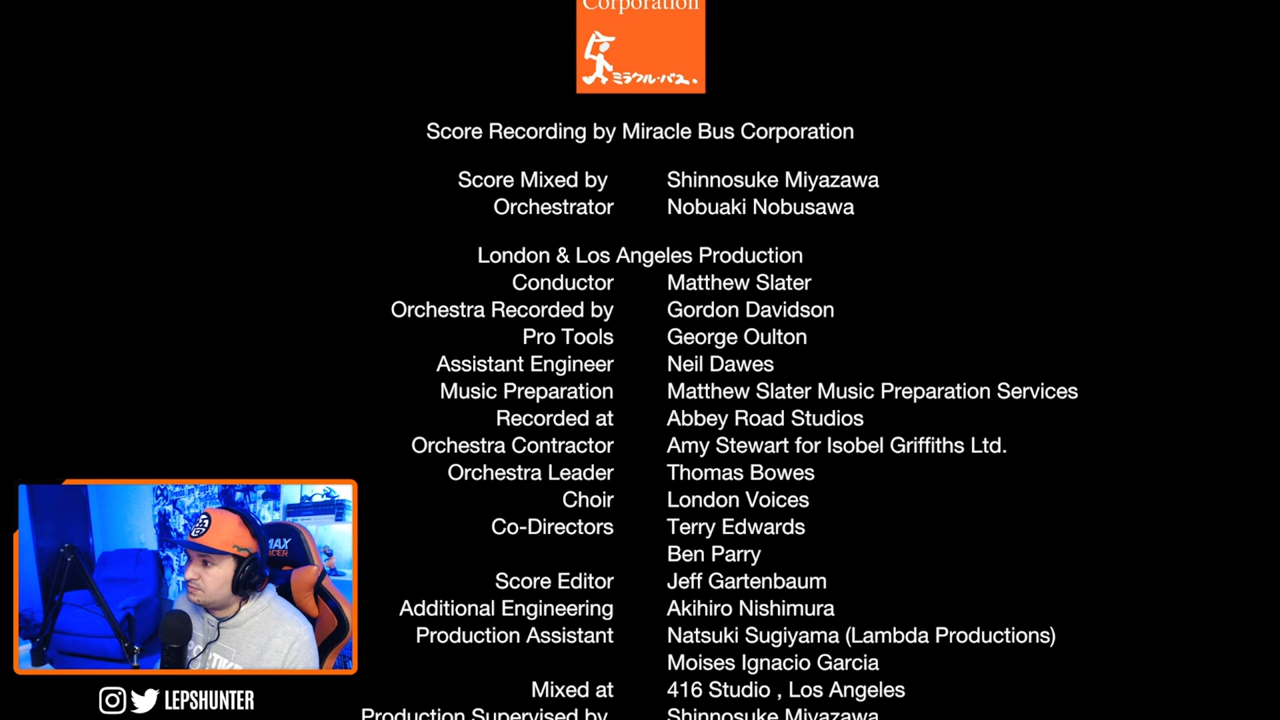 Corporation
ミラクル・バス.
Score Recording by Miracle Bus Corporation
Score Mixed by Shinnosuke Miyazawa
Orchestrator Nobuaki Nobusawa
London & Los Angeles Production
Conductor Matthew Slater
Orchestra Recorded by Gordon Davidson
Pro Tools George Oulton
Assistant Engineer Neil Dawes
Music Preparation Matthew Slater Music Preparation Services
Recorded at Abbey Road Studios
Orchestra Contractor Amy Stewart for Isobel Griffiths Ltd.
Orchestra Leader Thomas Bowes
Choir London Voices
Co-Directors Terry Edwards
Ben Parry
Score Editor Jeff Gartenbaum
Additional Engineering Akihiro Nishimura
Production Assistant Natsuki Sugiyama (Lambda Productions)
Moises Ignacio Garcia
Mixed at 416 Studio , Los Angeles
Production Supervised by Shinnosuke Miyazawa
LEPSHUNTER